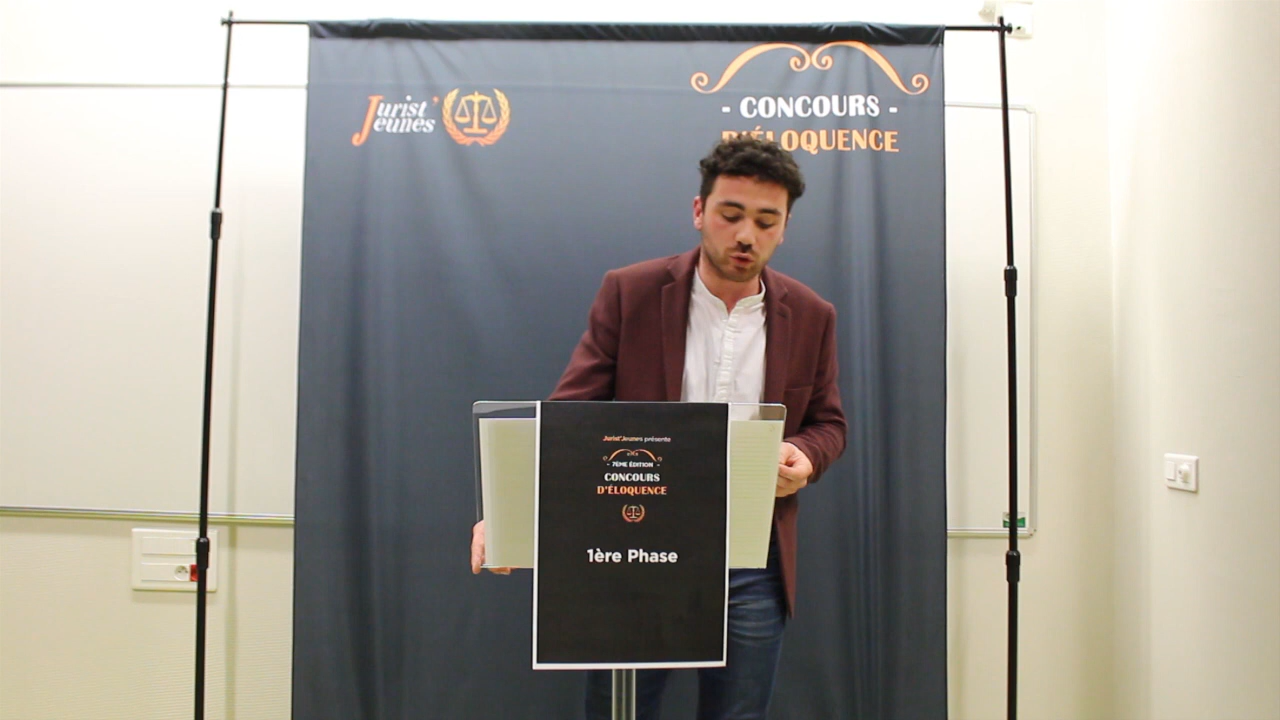 Jurist'
Jeunes
- CONCOURS -
D'ÉLOQUENCE
Jurist'Jeunes présente
- 7ÈME ÉDITION -
CONCOURS
D'ÉLOQUENCE
1ère Phase